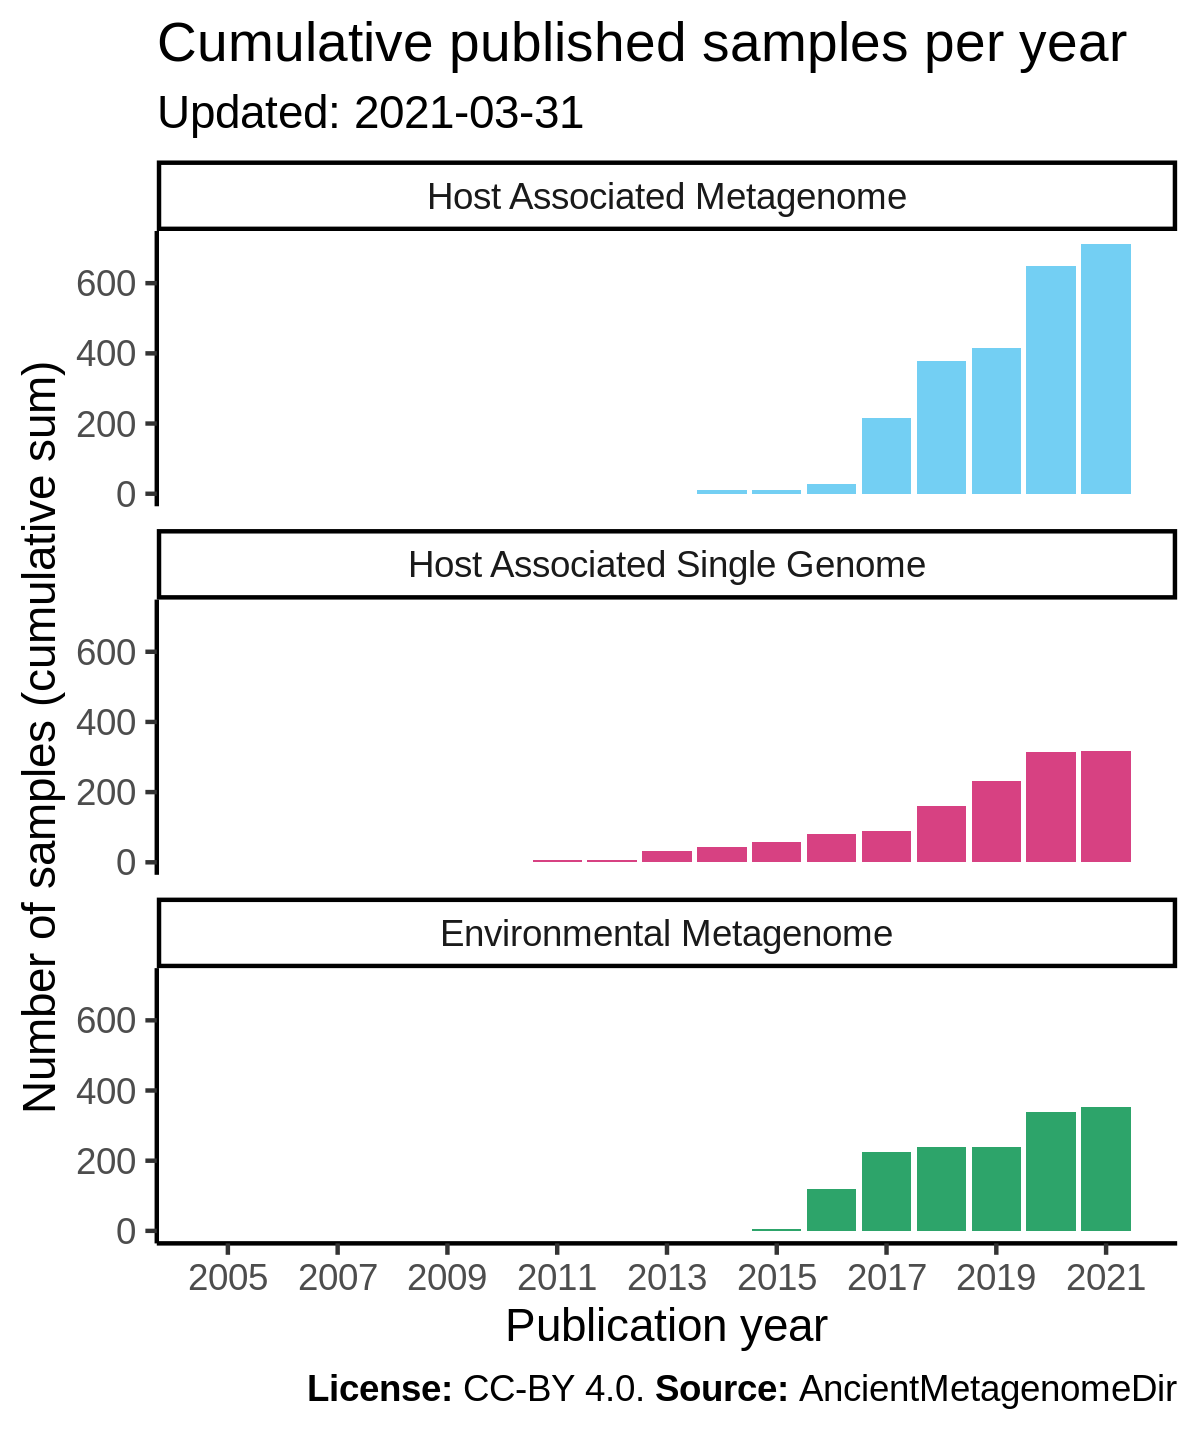 Cumulative published samples per year
Updated: 2021-03-31
Number of samples (cumulative sum)
Host Associated Metagenome
600
400
200
0
Host Associated Single Genome
600
400
200
0
Environmental Metagenome
600
400
200
0
2005 2007 2009 2011 2013 2015 2017 2019 2021
Publication year
License: CC-BY 4.0. Source: AncientMetagenomeDir